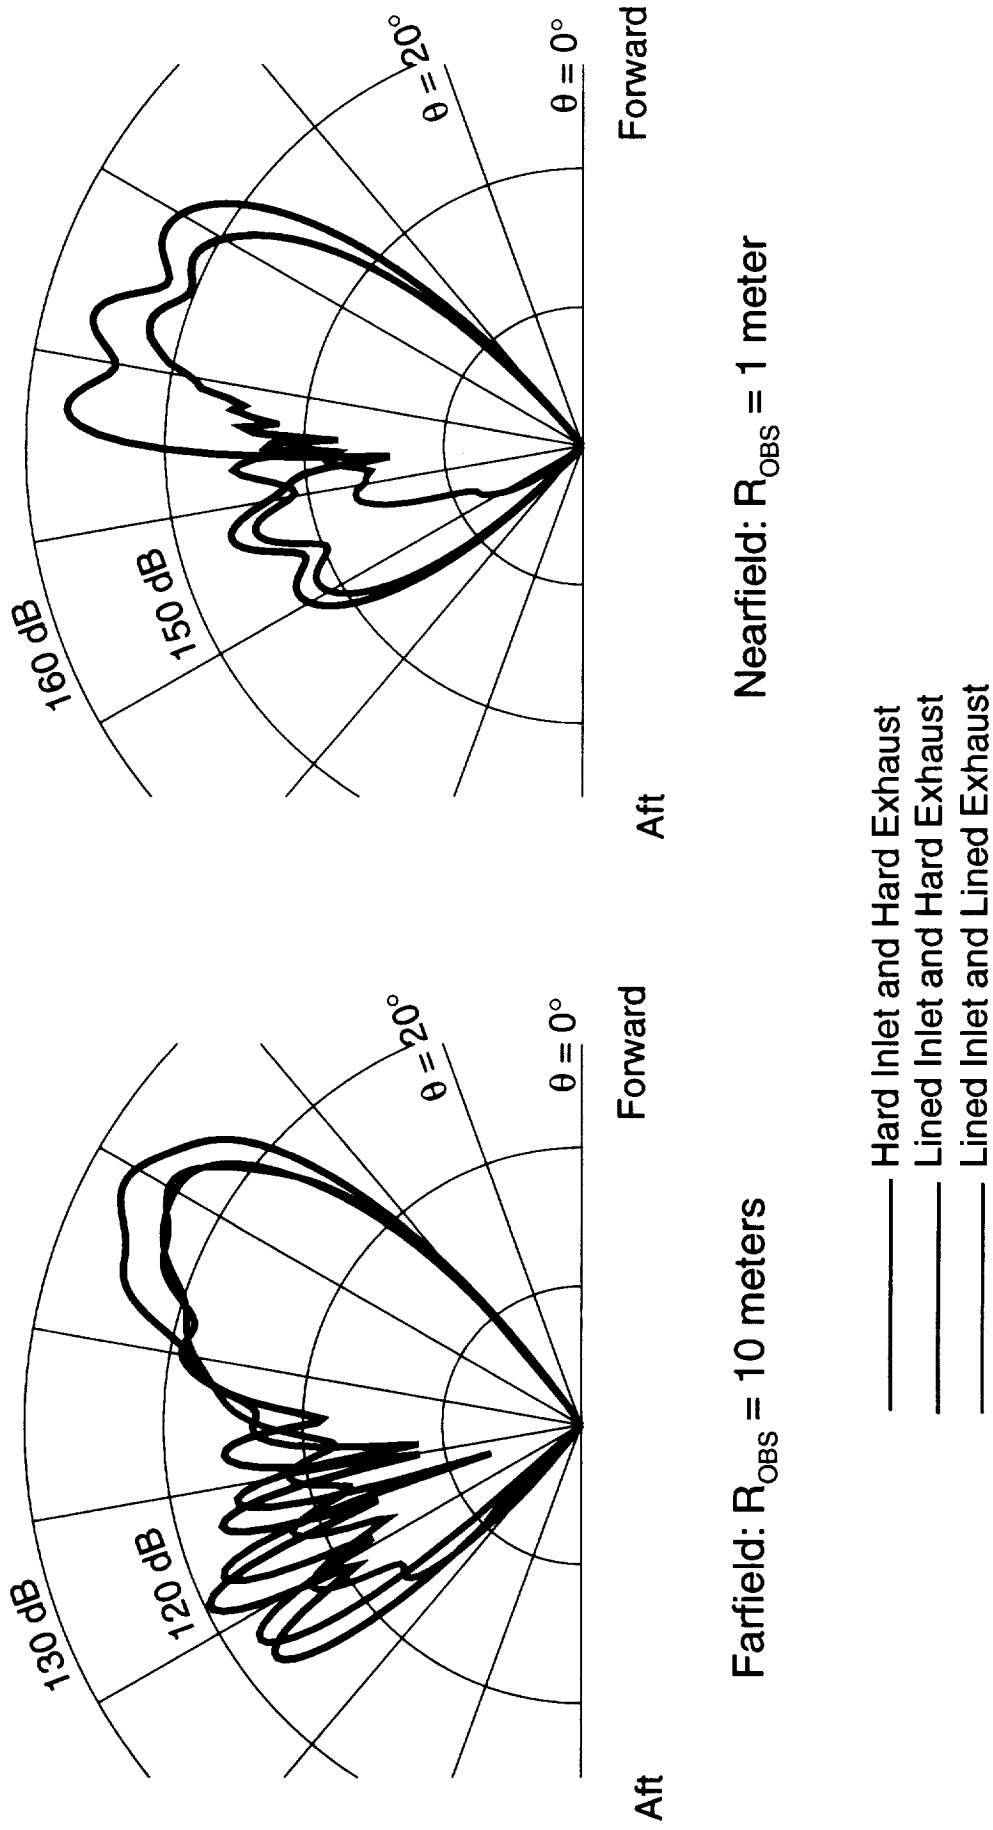 130 dB
120 dB
θ = 20°
θ = 0°
Aft
Forward
Farfield: R_OBS = 10 meters
160 dB
150 dB
θ = 20°
θ = 0°
Aft
Forward
Nearfield: R_OBS = 1 meter
Hard Inlet and Hard Exhaust
Lined Inlet and Hard Exhaust
Lined Inlet and Lined Exhaust